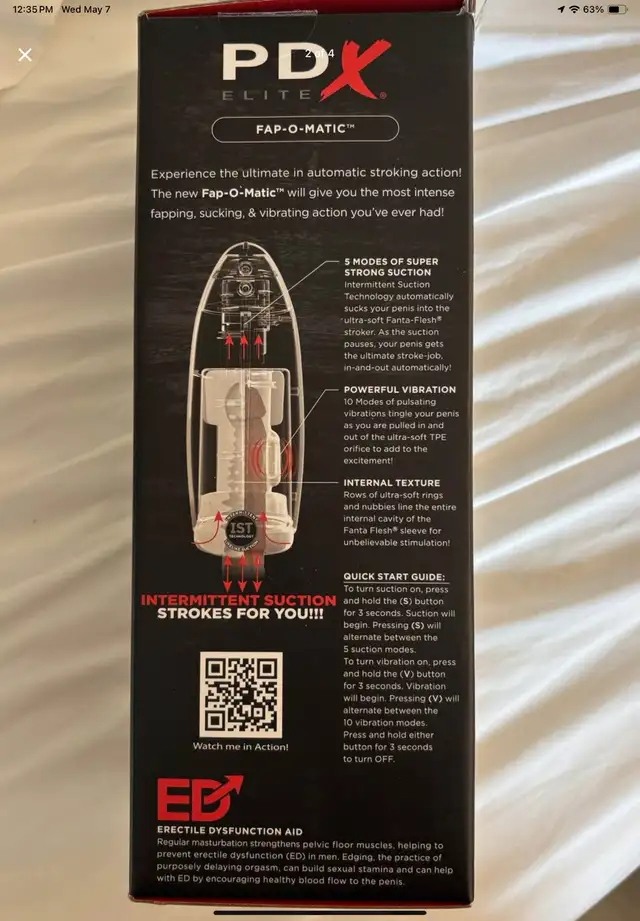 12:35 PM Wed May 7
63%
2 of 4
PDX
ELITE
FAP-O-MATIC™
Experience the ultimate in automatic stroking action!
The new Fap-O-Matic™ will give you the most intense
fapping, sucking, & vibrating action you've ever had!
5 MODES OF SUPER
STRONG SUCTION
Intermittent Suction
Technology automatically
sucks your penis into the
ultra-soft Fanta-Flesh®
stroker. As the suction
pauses, your penis gets
the ultimate stroke-job,
in-and-out automatically!
POWERFUL VIBRATION
10 Modes of pulsating
vibrations tingle your penis
as you are pulled in and
out of the ultra-soft TPE
orifice to add to the
excitement!
INTERNAL TEXTURE
Rows of ultra-soft rings
and nubbies line the entire
internal cavity of the
Fanta Flesh® sleeve for
unbelievable stimulation!
IST
TECHNOLOGY
INTERMITTENT SUCTION
STROKES FOR YOU!!!
QUICK START GUIDE:
To turn suction on, press
and hold the (S) button
for 3 seconds. Suction will
begin. Pressing (S) will
alternate between the
5 suction modes.
To turn vibration on, press
and hold the (V) button
for 3 seconds. Vibration
will begin. Pressing (V) will
alternate between the
10 vibration modes.
Press and hold either
button for 3 seconds
to turn OFF.
Watch me in Action!
ED
ERECTILE DYSFUNCTION AID
Regular masturbation strengthens pelvic floor muscles, helping to
prevent erectile dysfunction (ED) in men. Edging, the practice of
purposely delaying orgasm, can build sexual stamina and can help
with ED by encouraging healthy blood flow to the penis.